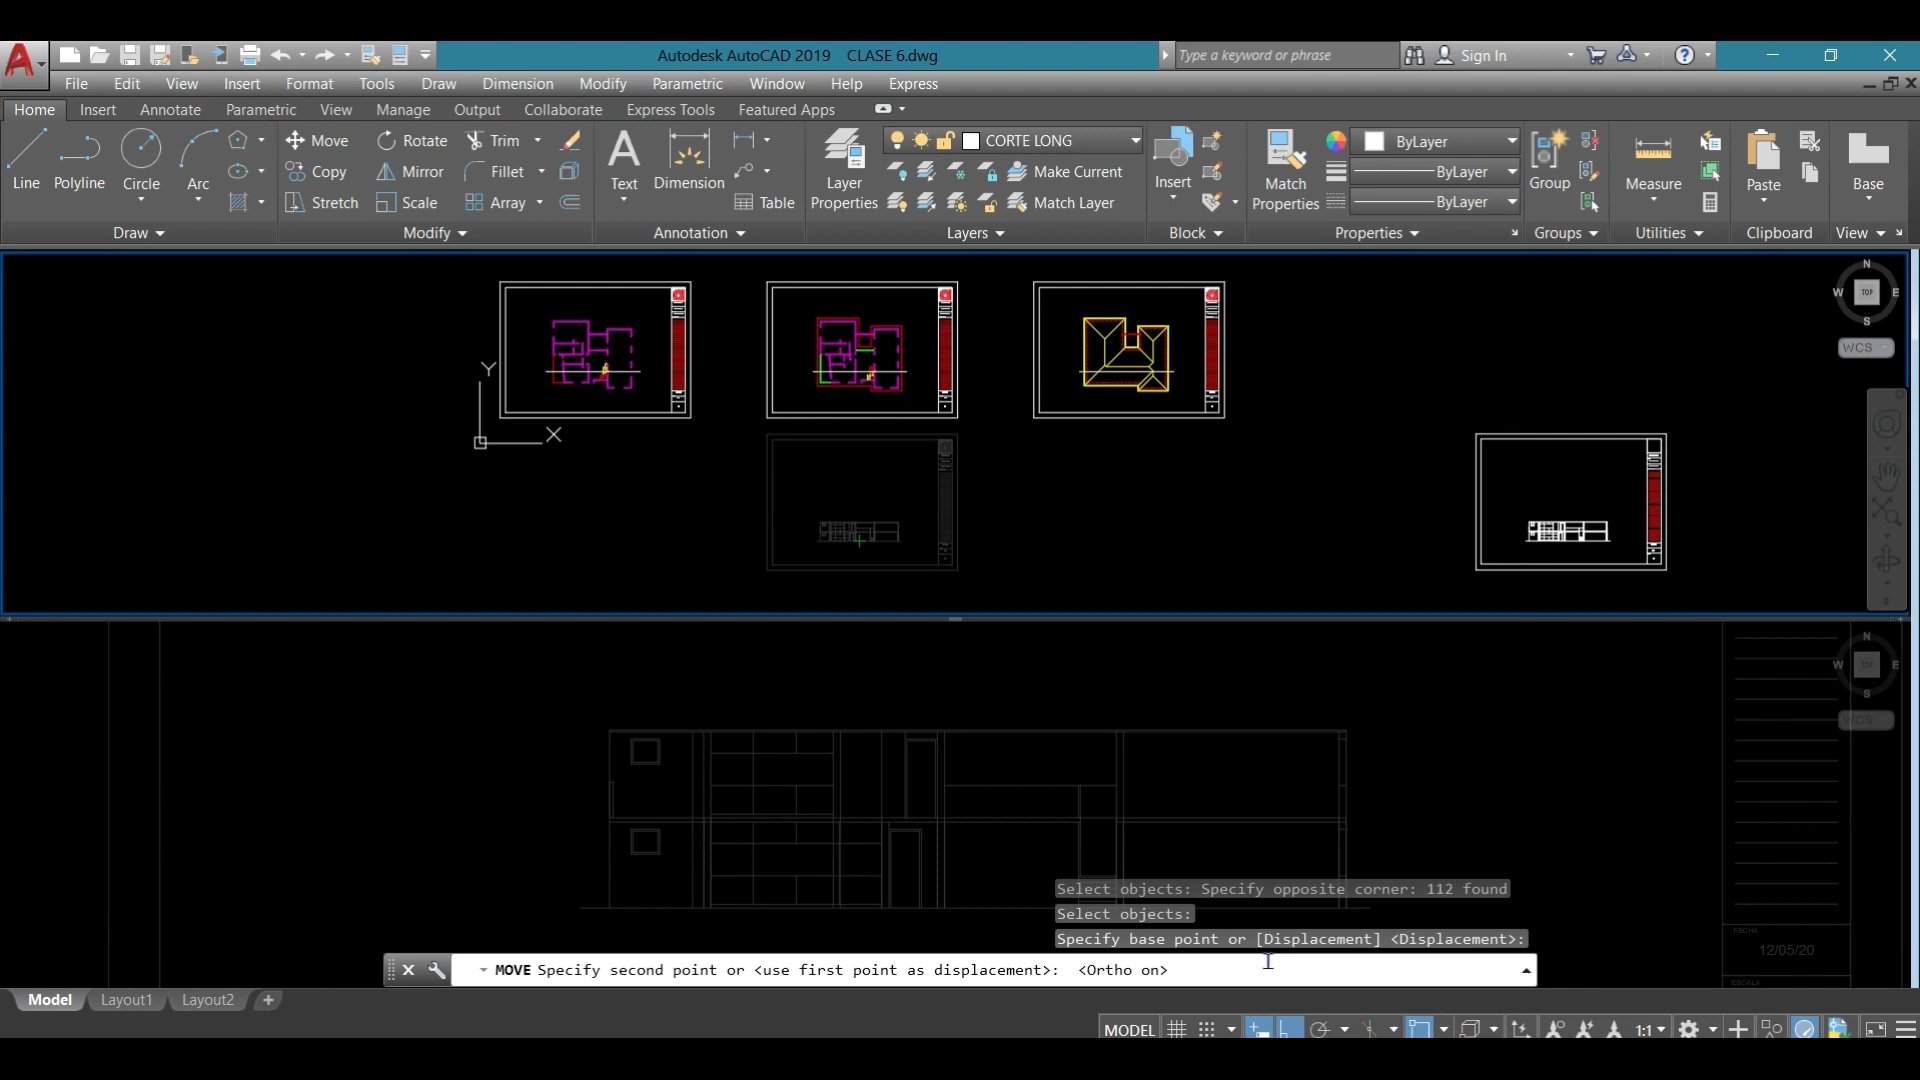 Autodesk AutoCAD 2019 CLASE 6.dwg
Type a keyword or phrase
Sign In
File Edit View Insert Format Tools Draw Dimension Modify Parametric Window Help Express
Home Insert Annotate Parametric View Manage Output Collaborate Express Tools Featured Apps
Move Rotate Trim CORTE LONG ByLayer
Copy Mirror Fillet Make Current ByLayer
Line Polyline Circle Arc Text Dimension Layer Insert Match Group Measure Paste Base
Stretch Scale Array Table Properties Match Layer Properties ByLayer
Draw Modify Annotation Layers Block Properties Groups Utilities Clipboard View
N
W TOP E
S
WCS
Y
X
N
W TOP E
S
WCS
Select objects: Specify opposite corner: 112 found
Select objects:
Specify base point or [Displacement] <Displacement>:
FECHA
12/05/20
MOVE Specify second point or <use first point as displacement>: <Ortho on>
ESCALA
Model Layout1 Layout2
MODEL 1:1